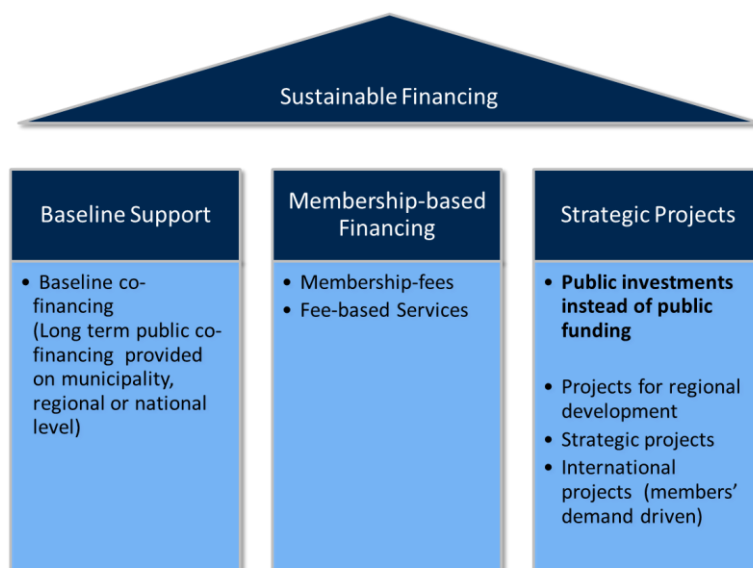 Sustainable Financing
Baseline Support
• Baseline co-
financing
(Long term public co-
financing provided
on municipality,
regional or national
level)
Membership-based
Financing
• Membership-fees
• Fee-based Services
Strategic Projects
• Public investments
instead of public
funding
• Projects for regional
development
• Strategic projects
• International
projects (members’
demand driven)